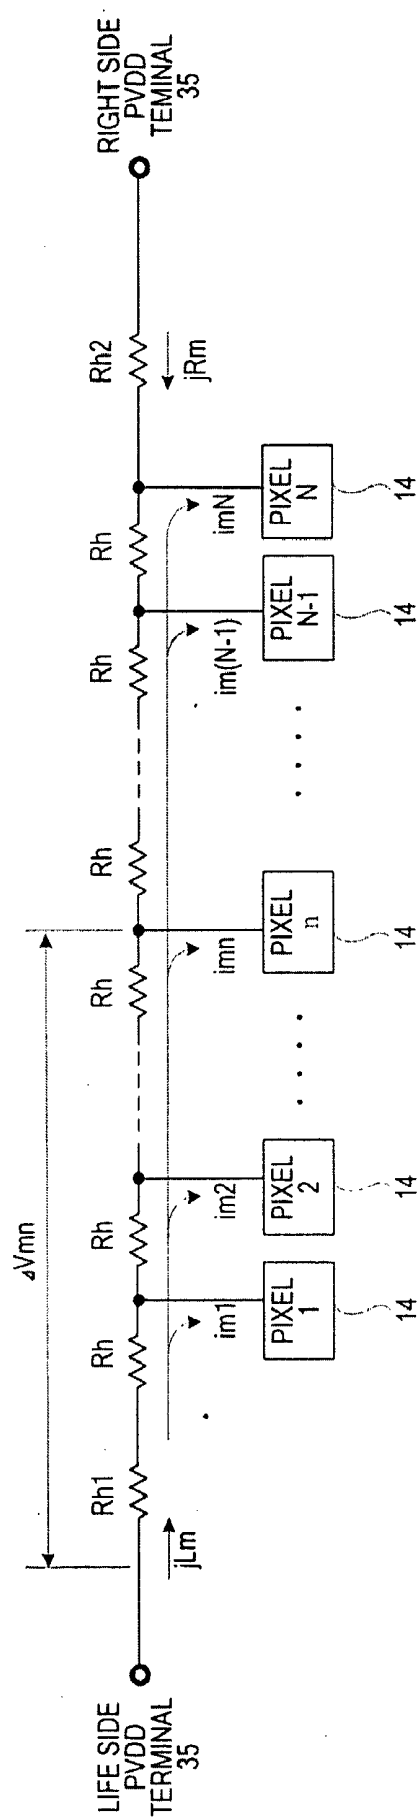 LIFE SIDE
PVDD
TERMINAL
35
ΔVmn
Rh1
Rh
Rh
Rh
Rh
Rh
Rh
Rh2
jLm
im1
im2
imn
im(N-1)
imN
jRm
PIXEL
1
PIXEL
2
PIXEL
n
PIXEL
N-1
PIXEL
N
14
14
14
14
14
RIGHT SIDE
PVDD
TEMINAL
35